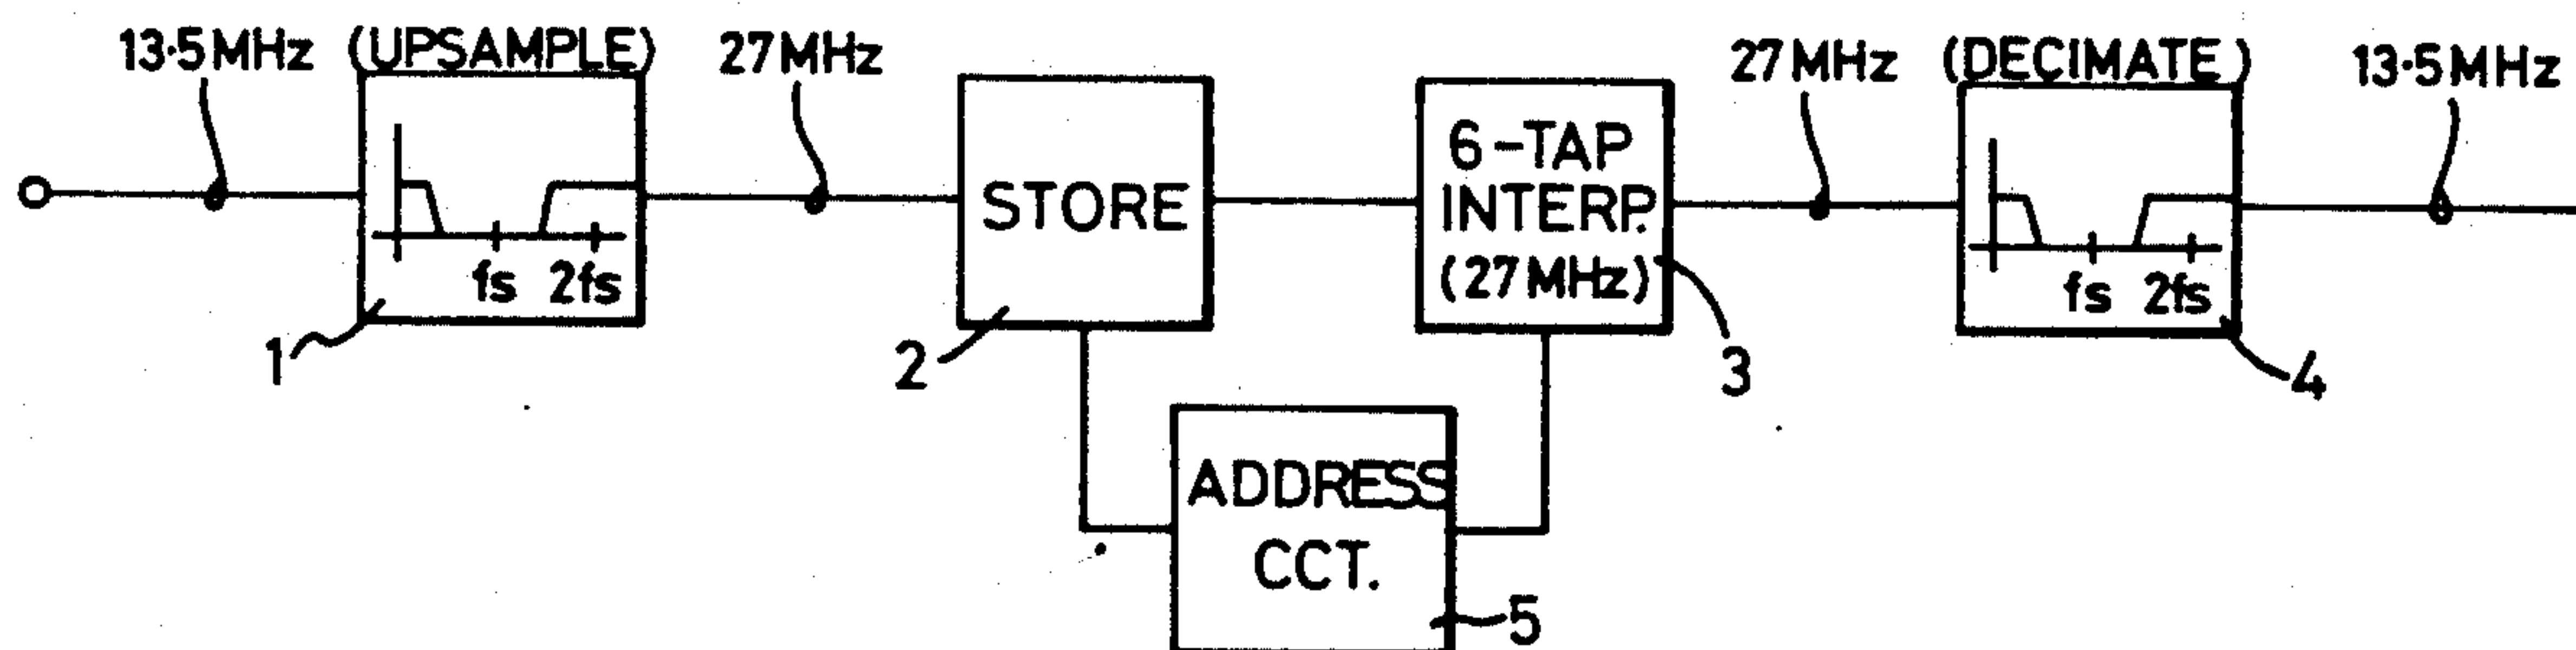 13·5MHz (UPSAMPLE) 27MHz 27MHz (DECIMATE) 13·5MHz
fs 2fs
1
STORE
2
6-TAP
INTERP.
(27MHz)
3
fs 2fs
4
ADDRESS
CCT.
5